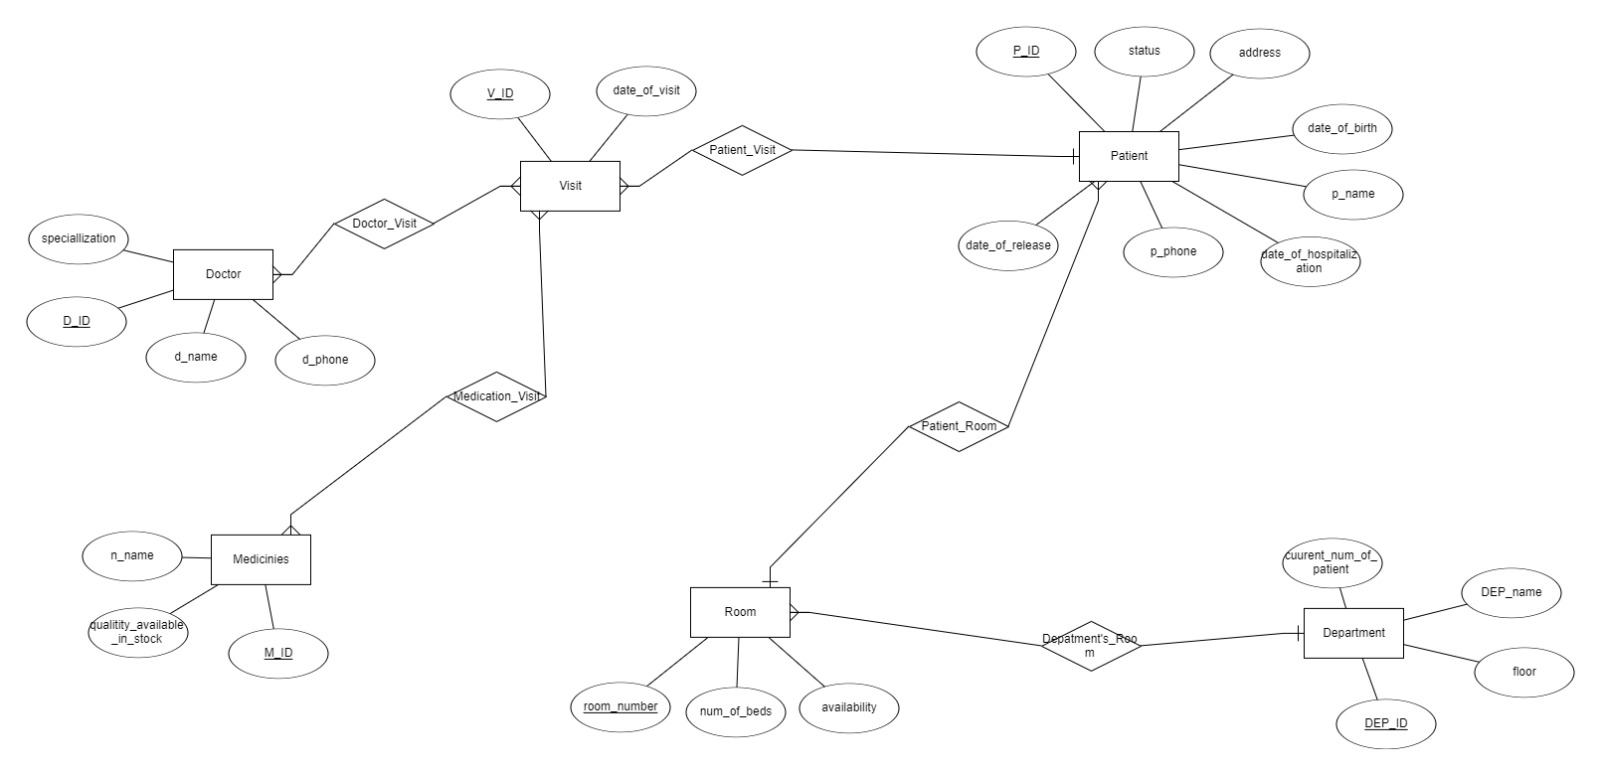 P_ID
status
address
V_ID
date_of_visit
date_of_birth
Patient_Visit
Patient
Visit
p_name
Doctor_Visit
speciallization
date_of_release
p_phone
date_of_hospitaliz
ation
Doctor
D_ID
d_name
d_phone
Medication_Visit
Patient_Room
n_name
Medicinies
qualitity_available
_in_stock
M_ID
cuurent_num_of_
patient
DEP_name
Room
Department
Depatment's_Roo
m
floor
room_number
num_of_beds
availability
DEP_ID